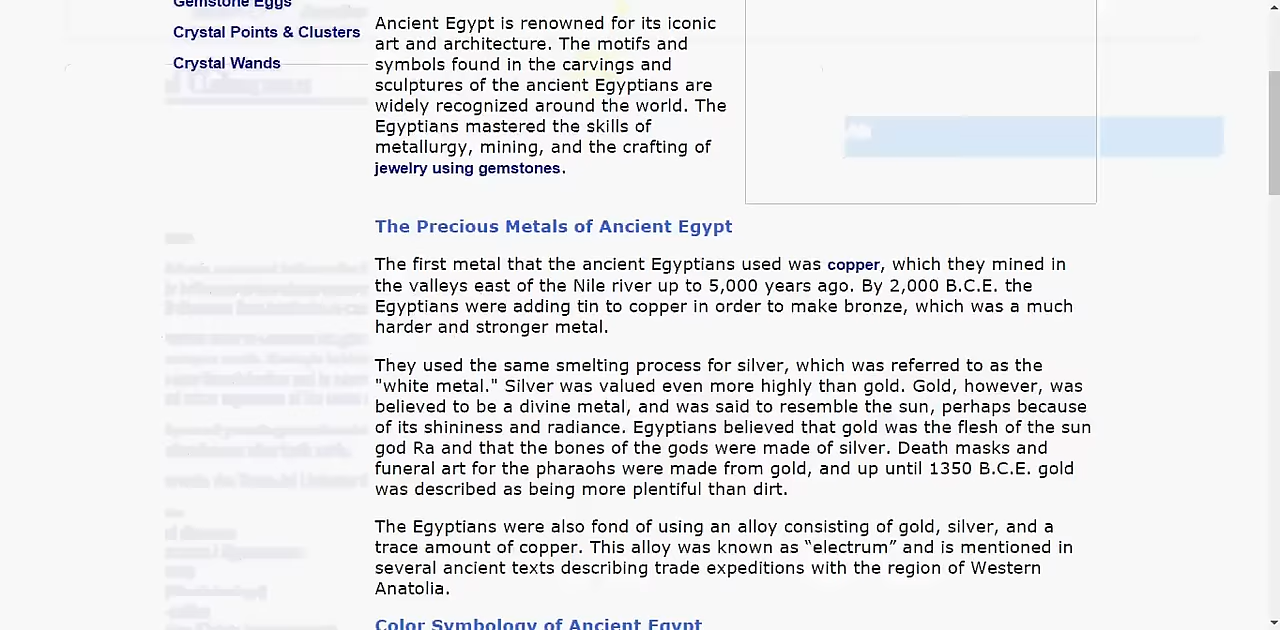 Gemstone Eggs
Crystal Points & Clusters
Crystal Wands
Ancient Egypt is renowned for its iconic
art and architecture. The motifs and
symbols found in the carvings and
sculptures of the ancient Egyptians are
widely recognized around the world. The
Egyptians mastered the skills of
metallurgy, mining, and the crafting of
jewelry using gemstones.
The Precious Metals of Ancient Egypt
The first metal that the ancient Egyptians used was copper, which they mined in
the valleys east of the Nile river up to 5,000 years ago. By 2,000 B.C.E. the
Egyptians were adding tin to copper in order to make bronze, which was a much
harder and stronger metal.
They used the same smelting process for silver, which was referred to as the
"white metal." Silver was valued even more highly than gold. Gold, however, was
believed to be a divine metal, and was said to resemble the sun, perhaps because
of its shininess and radiance. Egyptians believed that gold was the flesh of the sun
god Ra and that the bones of the gods were made of silver. Death masks and
funeral art for the pharaohs were made from gold, and up until 1350 B.C.E. gold
was described as being more plentiful than dirt.
The Egyptians were also fond of using an alloy consisting of gold, silver, and a
trace amount of copper. This alloy was known as “electrum” and is mentioned in
several ancient texts describing trade expeditions with the region of Western
Anatolia.
Color Symbology of Ancient Egypt